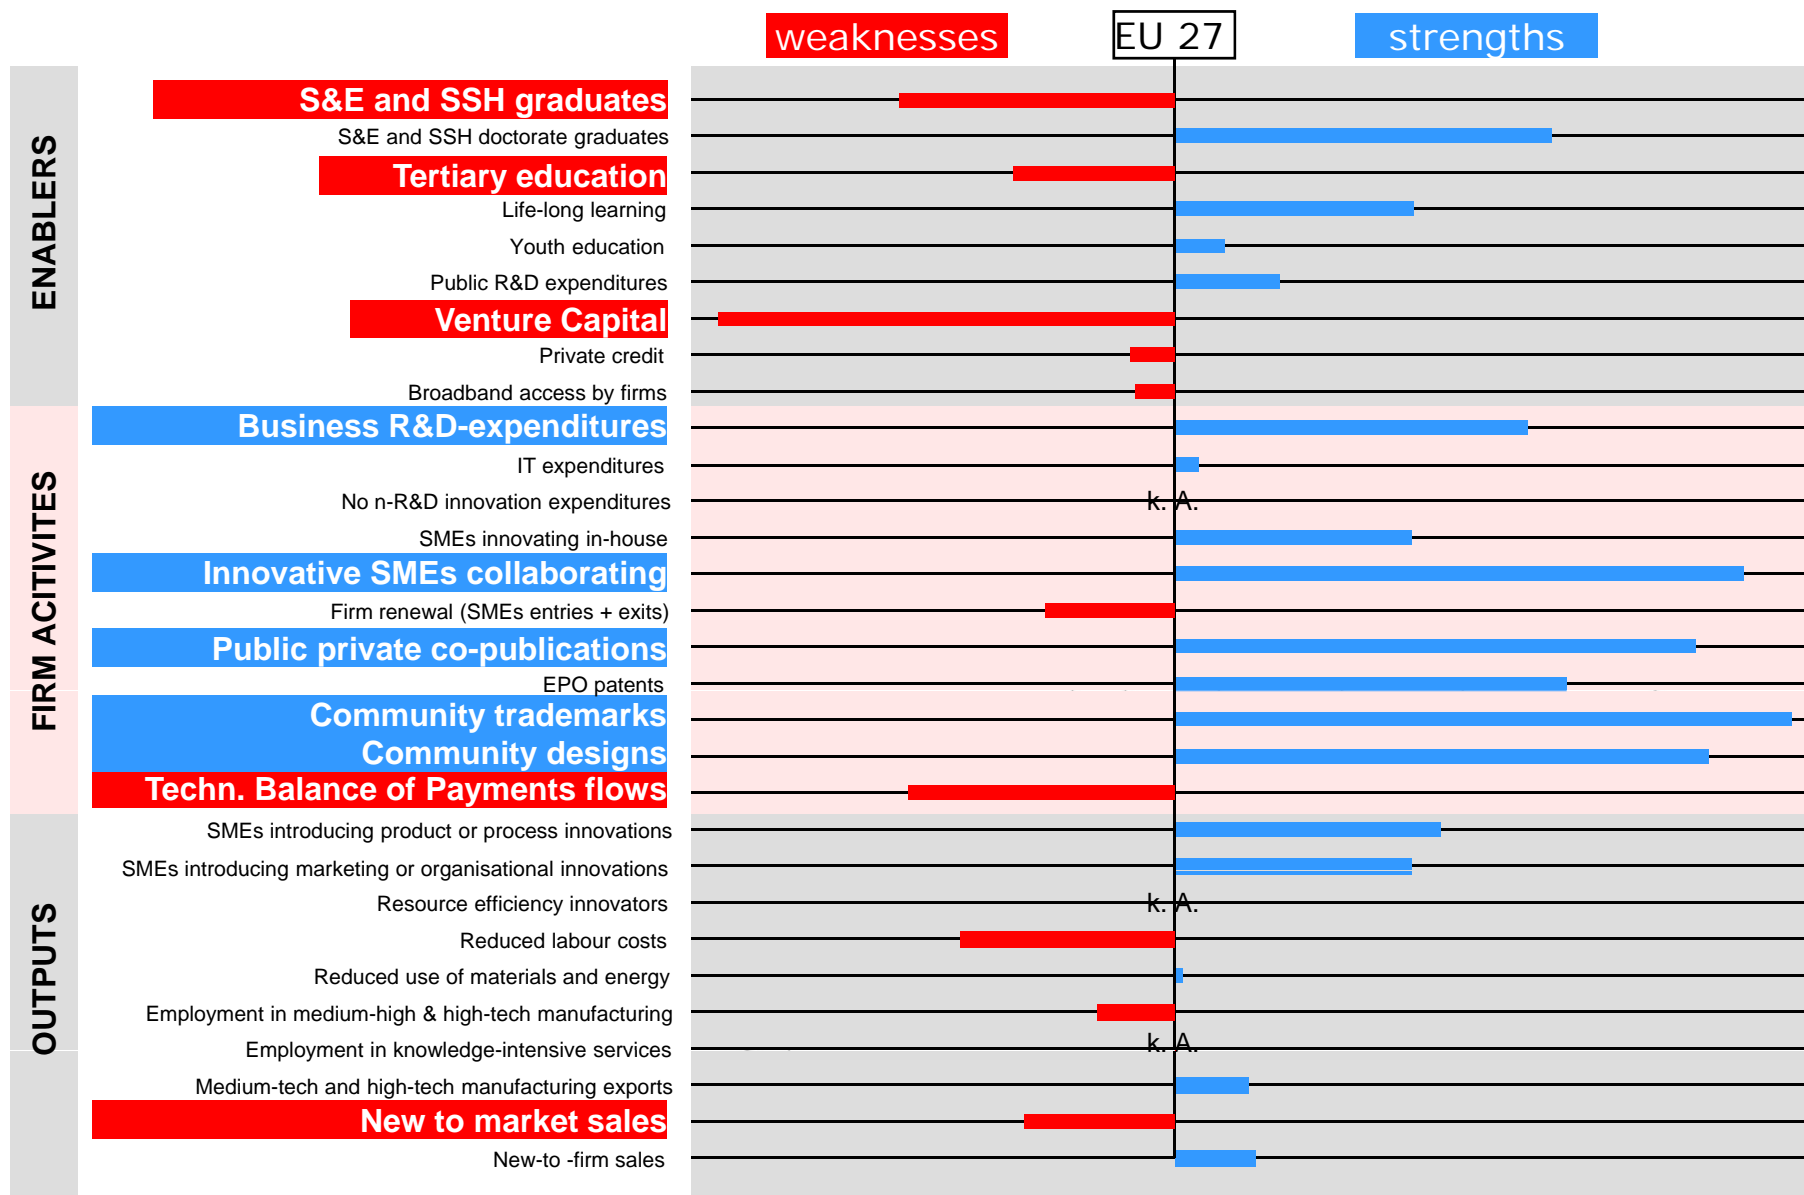 weaknesses EU 27 strengths
ENABLERS
S&E and SSH graduates
S&E and SSH doctorate graduates
Tertiary education
Life-long learning
Youth education
Public R&D expenditures
Venture Capital
Private credit
Broadband access by firms
FIRM ACITIVITES
Business R&D-expenditures
IT expenditures
No n-R&D innovation expenditures k. A.
SMEs innovating in-house
Innovative SMEs collaborating
Firm renewal (SMEs entries + exits)
Public private co-publications
EPO patents
Community trademarks
Community designs
Techn. Balance of Payments flows
OUTPUTS
SMEs introducing product or process innovations
SMEs introducing marketing or organisational innovations
Resource efficiency innovators k. A.
Reduced labour costs
Reduced use of materials and energy
Employment in medium-high & high-tech manufacturing
Employment in knowledge-intensive services k. A.
Medium-tech and high-tech manufacturing exports
New to market sales
New-to -firm sales